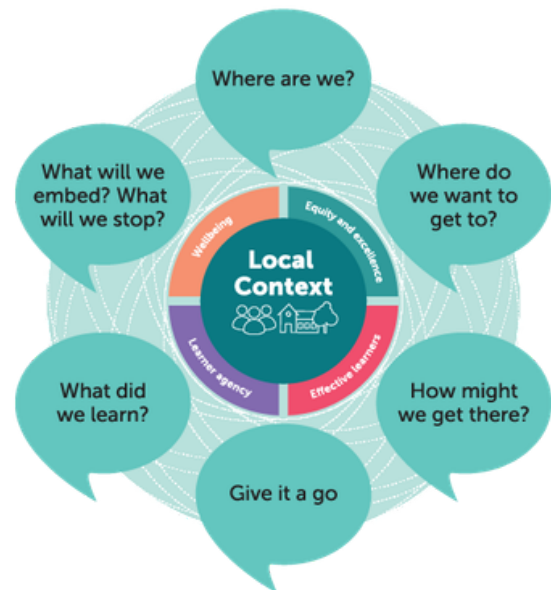 Where are we?
Where do
we want to
get to?
How might
we get there?
Give it a go
What did
we learn?
What will we
embed? What
will we stop?
Wellbeing
Equity and excellence
Effective learners
Learner agency
Local
Context